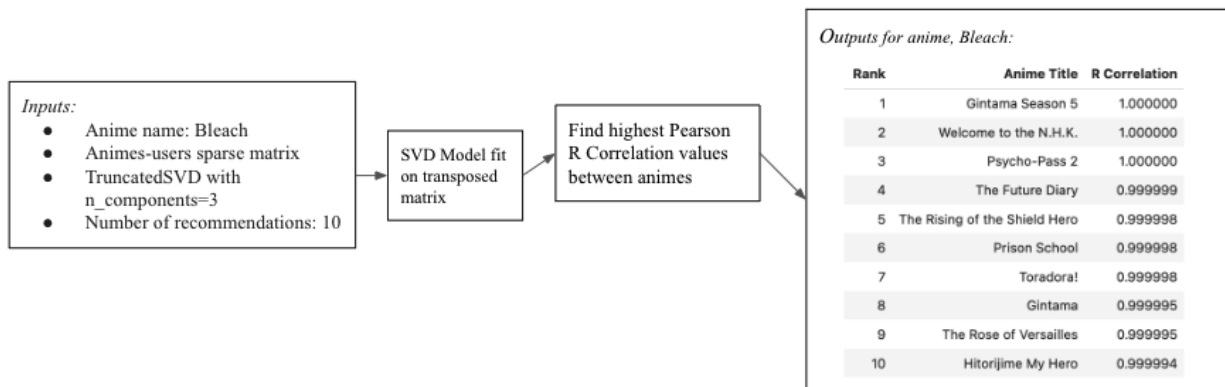 Inputs:
● Anime name: Bleach
● Animes-users sparse matrix
● TruncatedSVD with
n_components=3
● Number of recommendations: 10
SVD Model fit
on transposed
matrix
Find highest Pearson
R Correlation values
between animes
Outputs for anime, Bleach:
Rank Anime Title R Correlation
1 Gintama Season 5 1.000000
2 Welcome to the N.H.K. 1.000000
3 Psycho-Pass 2 1.000000
4 The Future Diary 0.999999
5 The Rising of the Shield Hero 0.999998
6 Prison School 0.999998
7 Toradora! 0.999998
8 Gintama 0.999995
9 The Rose of Versailles 0.999995
10 Hitorijime My Hero 0.999994